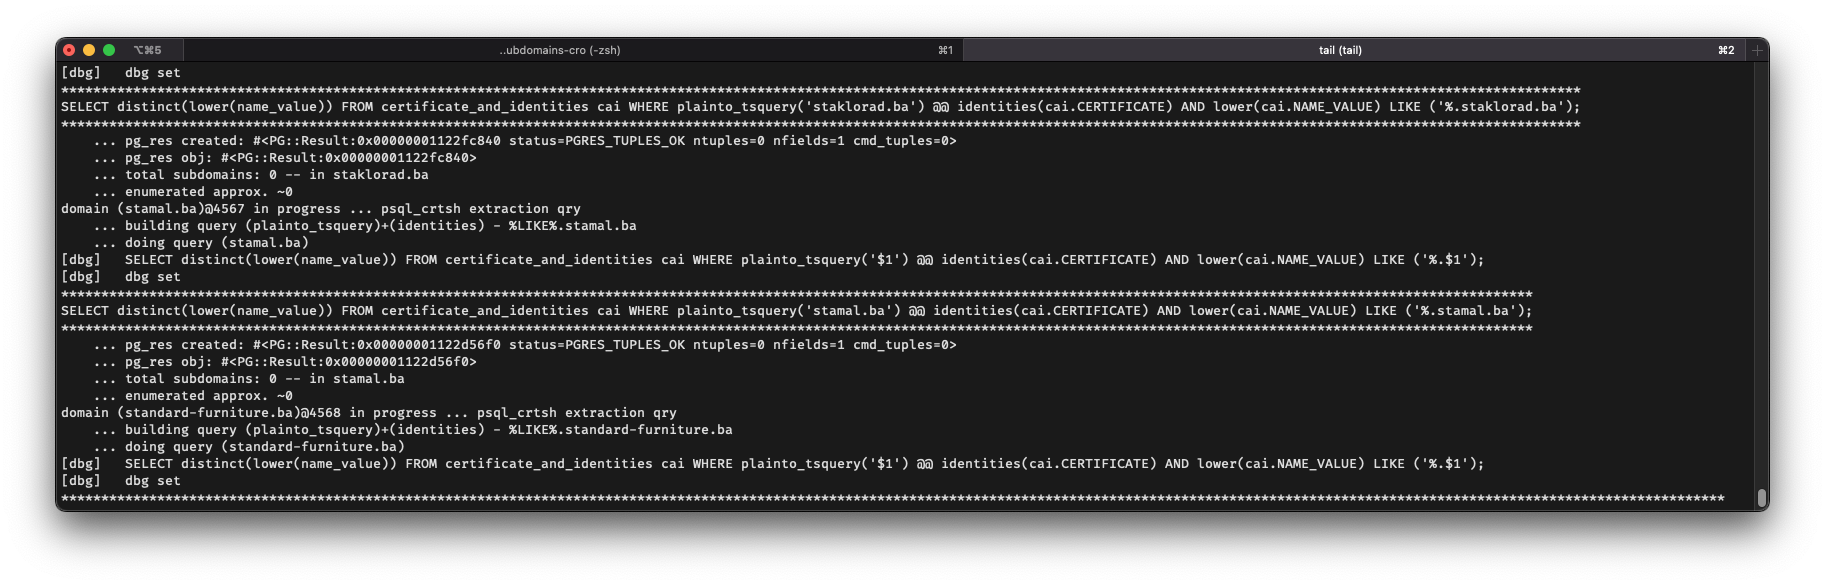 ⌥⌘5
..ubdomains-cro (-zsh)
⌘1
tail (tail)
⌘2
[dbg]   dbg set
**********************************************************************************************************************************************************************************************
SELECT distinct(lower(name_value)) FROM certificate_and_identities cai WHERE plainto_tsquery('staklorad.ba') @@ identities(cai.CERTIFICATE) AND lower(cai.NAME_VALUE) LIKE ('%.staklorad.ba');
**********************************************************************************************************************************************************************************************
    ... pg_res created: #<PG::Result:0x00000001122fc840 status=PGRES_TUPLES_OK ntuples=0 nfields=1 cmd_tuples=0>
    ... pg_res obj: #<PG::Result:0x00000001122fc840>
    ... total subdomains: 0 -- in staklorad.ba
    ... enumerated approx. ~0
domain (stamal.ba)@4567 in progress ... psql_crtsh extraction qry
    ... building query (plainto_tsquery)+(identities) - %LIKE%.stamal.ba
    ... doing query (stamal.ba)
[dbg]   SELECT distinct(lower(name_value)) FROM certificate_and_identities cai WHERE plainto_tsquery('$1') @@ identities(cai.CERTIFICATE) AND lower(cai.NAME_VALUE) LIKE ('%.$1');
[dbg]   dbg set
****************************************************************************************************************************************************************************************
SELECT distinct(lower(name_value)) FROM certificate_and_identities cai WHERE plainto_tsquery('stamal.ba') @@ identities(cai.CERTIFICATE) AND lower(cai.NAME_VALUE) LIKE ('%.stamal.ba');
****************************************************************************************************************************************************************************************
    ... pg_res created: #<PG::Result:0x00000001122d56f0 status=PGRES_TUPLES_OK ntuples=0 nfields=1 cmd_tuples=0>
    ... pg_res obj: #<PG::Result:0x00000001122d56f0>
    ... total subdomains: 0 -- in stamal.ba
    ... enumerated approx. ~0
domain (standard-furniture.ba)@4568 in progress ... psql_crtsh extraction qry
    ... building query (plainto_tsquery)+(identities) - %LIKE%.standard-furniture.ba
    ... doing query (standard-furniture.ba)
[dbg]   SELECT distinct(lower(name_value)) FROM certificate_and_identities cai WHERE plainto_tsquery('$1') @@ identities(cai.CERTIFICATE) AND lower(cai.NAME_VALUE) LIKE ('%.$1');
[dbg]   dbg set
****************************************************************************************************************************************************************************************************************